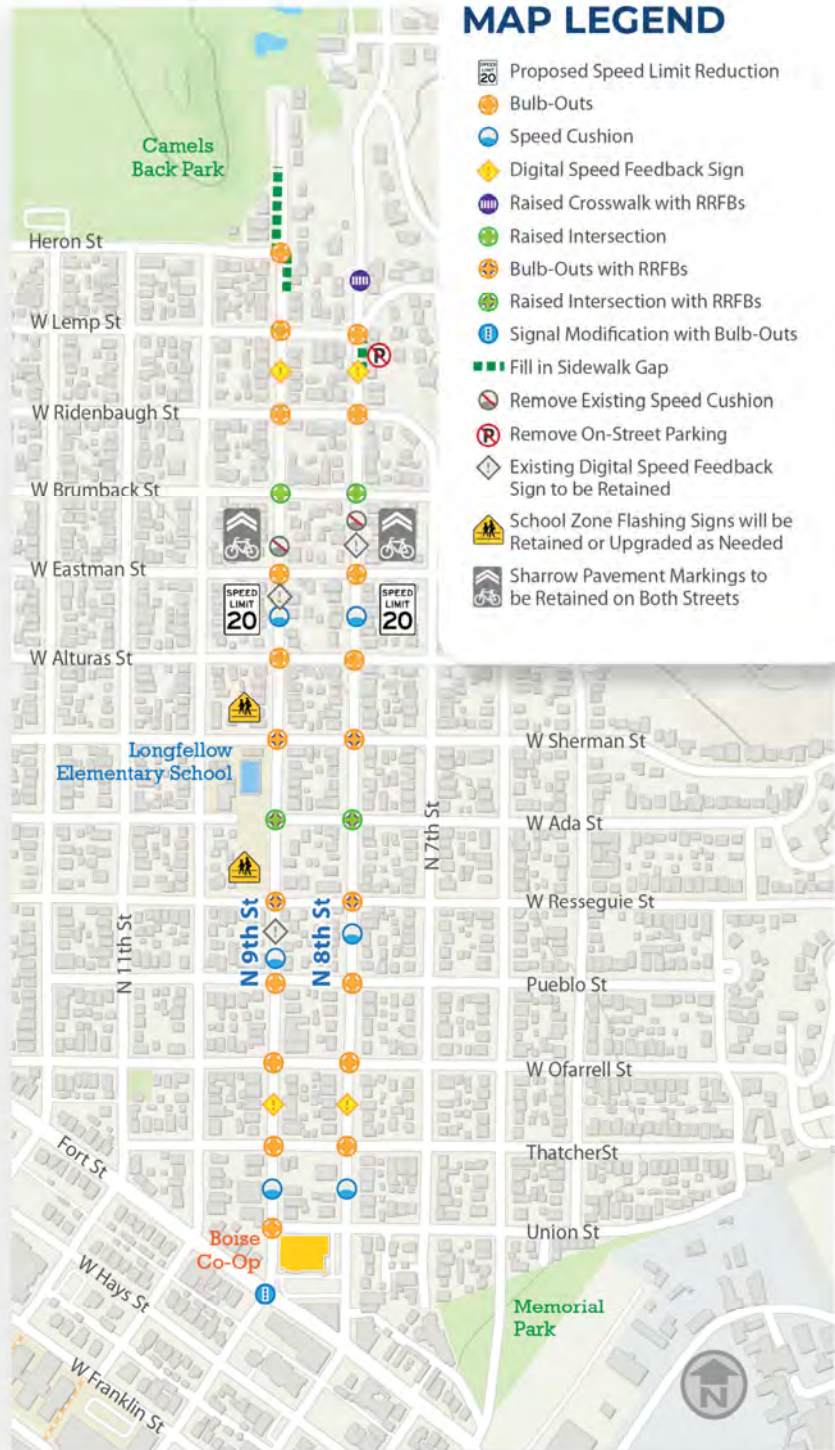 MAP LEGEND
SPEED LIMIT 20 Proposed Speed Limit Reduction
Bulb-Outs
Speed Cushion
Digital Speed Feedback Sign
Raised Crosswalk with RRFBs
Raised Intersection
Bulb-Outs with RRFBs
Raised Intersection with RRFBs
Signal Modification with Bulb-Outs
Fill in Sidewalk Gap
Remove Existing Speed Cushion
P Remove On-Street Parking
Existing Digital Speed Feedback
Sign to be Retained
School Zone Flashing Signs will be
Retained or Upgraded as Needed
Sharrow Pavement Markings to
be Retained on Both Streets
Camels
Back Park
Heron St
W Lemp St
P
W Ridenbaugh St
W Brumback St
W Eastman St
SPEED
LIMIT
20
SPEED
LIMIT
20
W Alturas St
W Sherman St
Longfellow
Elementary School
N 7th St
W Ada St
W Resseguie St
N 11th St
N 9th St
N 8th St
Pueblo St
W Ofarrell St
ThatcherSt
Fort St
Union St
Boise
Co-Op
W Hays St
Memorial
Park
W Franklin St
N